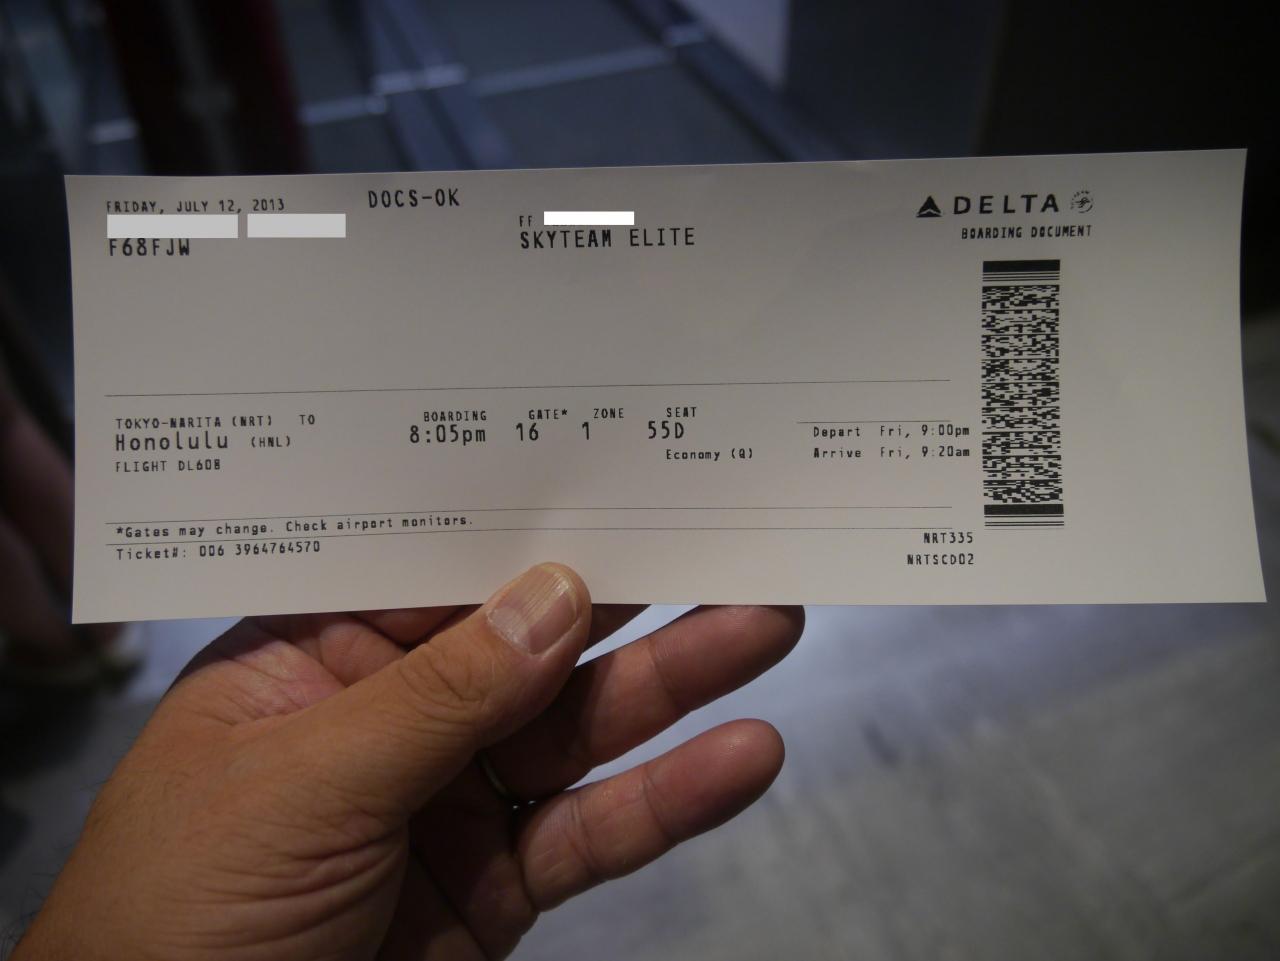 FRIDAY, JULY 12, 2013
DOCS-OK
F68FJW
FF
SKYTEAM ELITE
DELTA
BOARDING DOCUMENT
TOKYO-NARITA (NRT) TO
Honolulu (HNL)
FLIGHT DL608
BOARDING GATE* ZONE SEAT
8:05pm 16 1 55D
Economy (Q)
Depart Fri, 9:00pm
Arrive Fri, 9:20am
*Gates may change. Check airport monitors.
Ticket#: 006 3964764570
NRT335
NRTSCD02